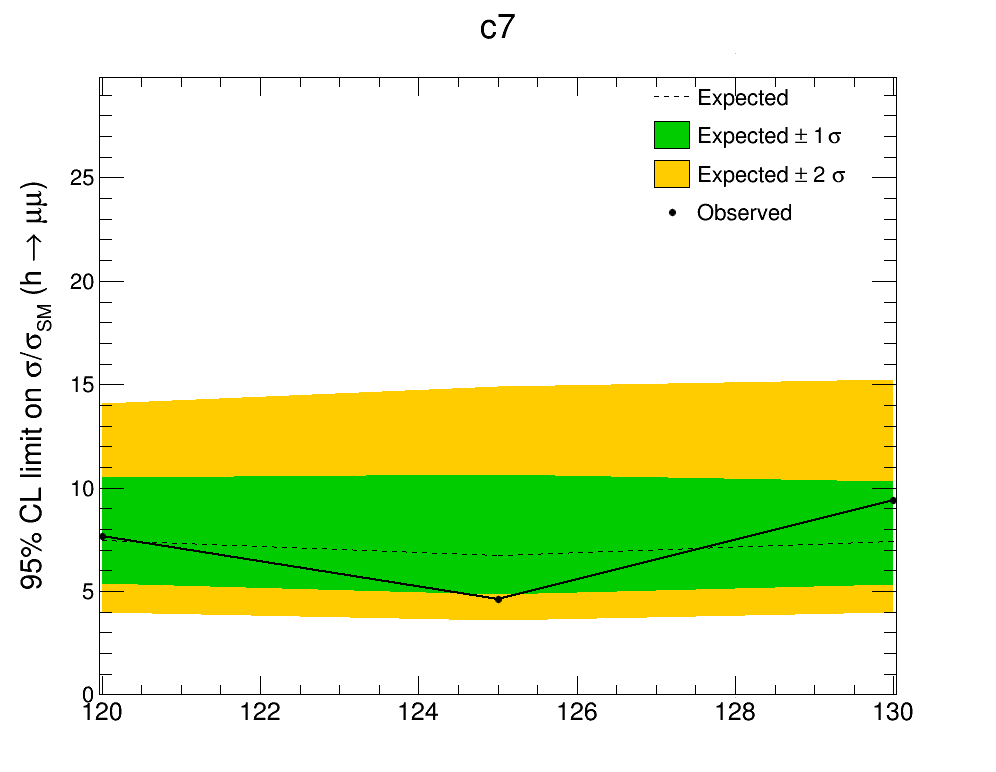 c7
Expected
Expected ± 1 σ
Expected ± 2 σ
Observed
95% CL limit on σ/σSM (h → μμ)
25
20
15
10
5
0
120 122 124 126 128 130